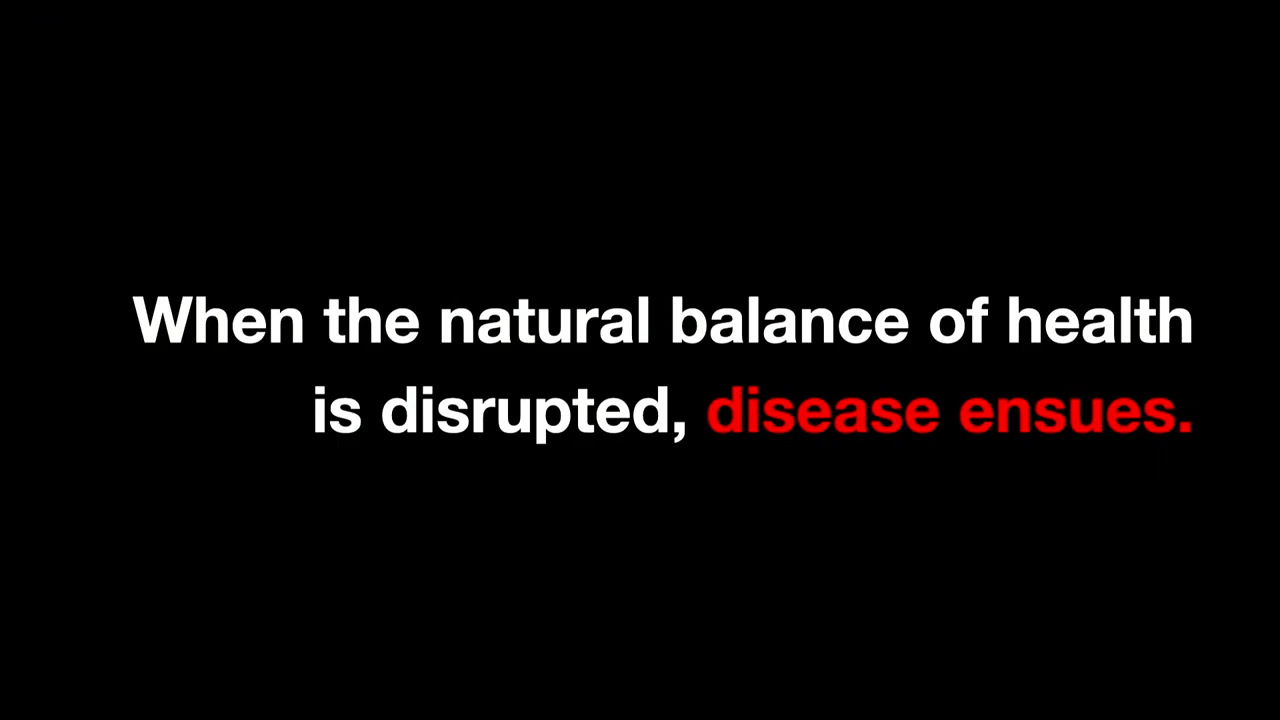 When the natural balance of health
is disrupted, disease ensues.